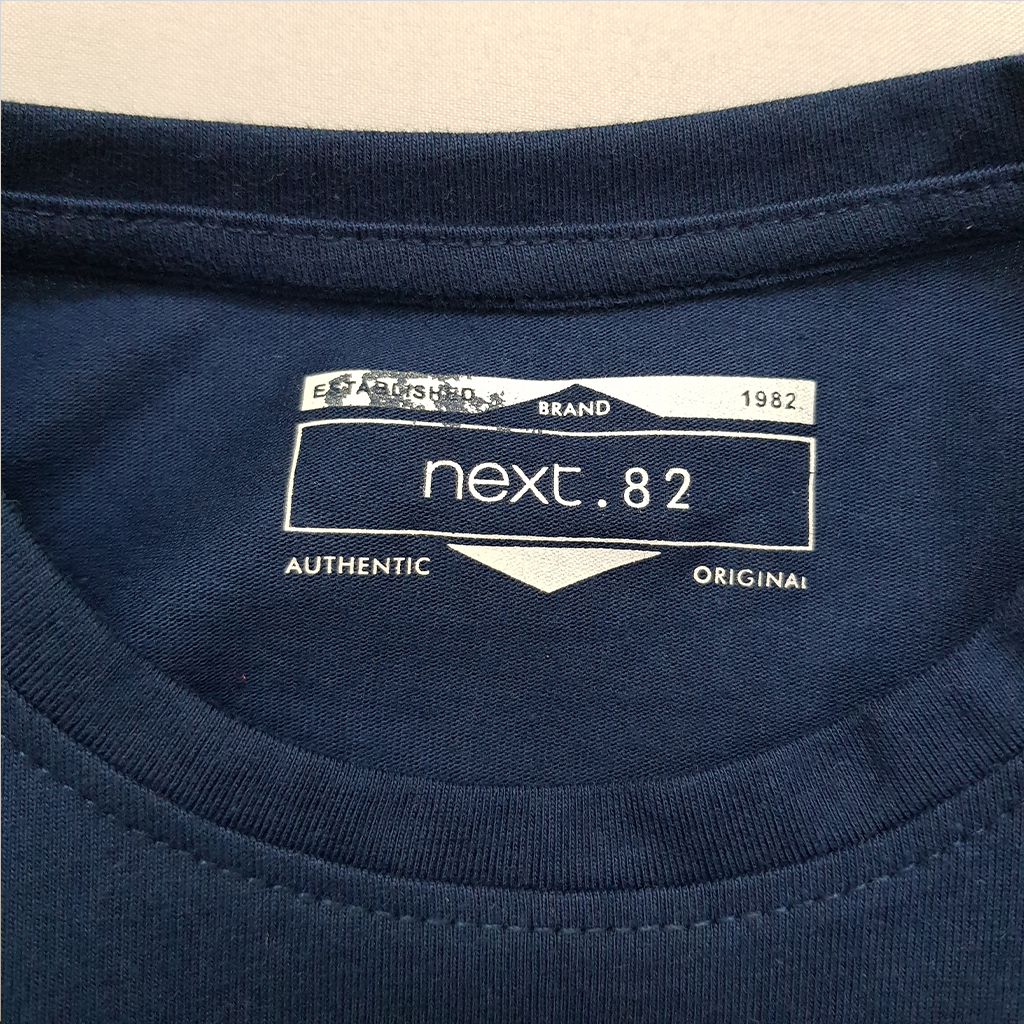 ESTABLISHED 1982
BRAND
next.82
AUTHENTIC ORIGINAL